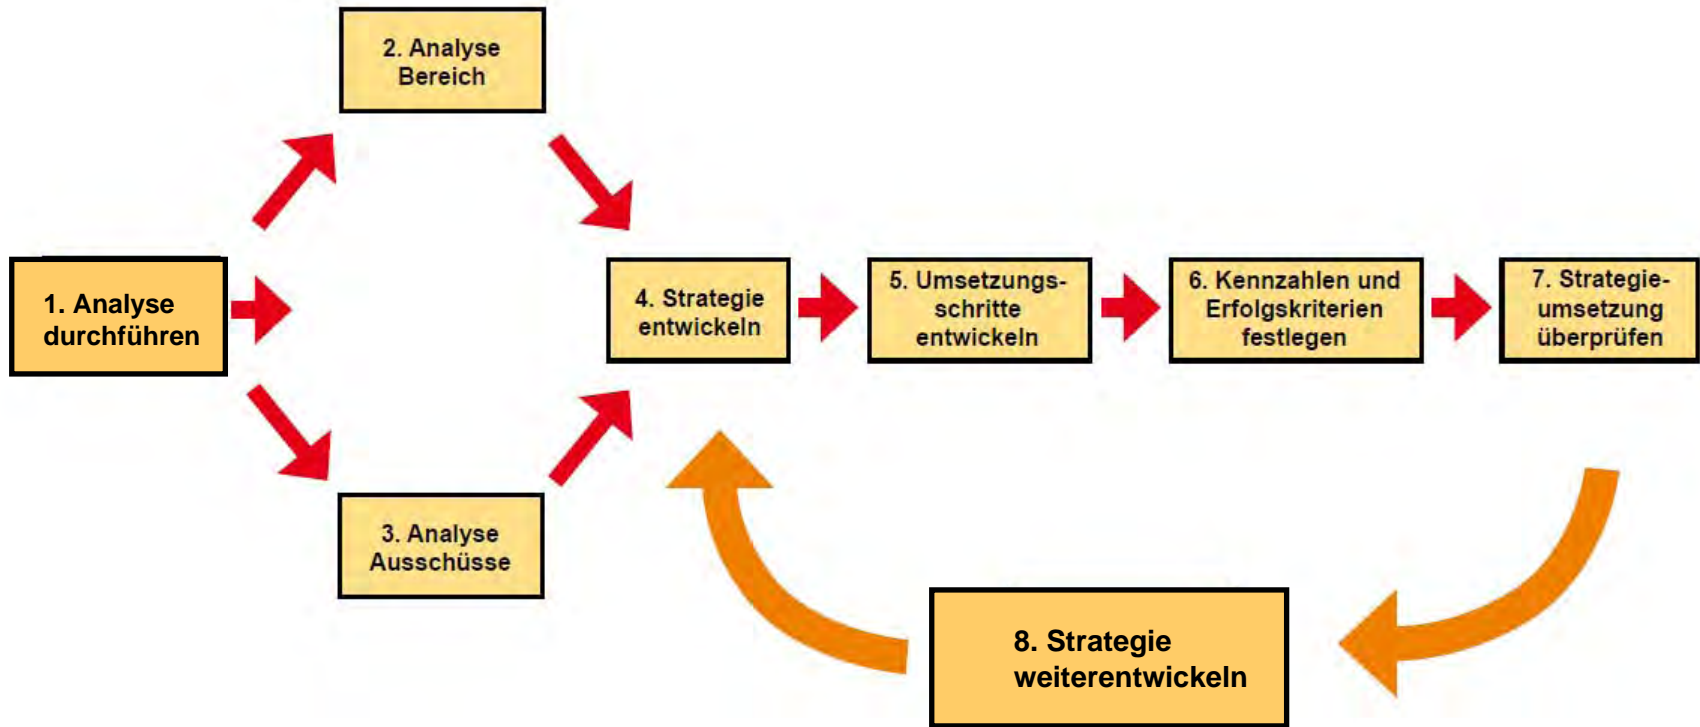 1. Analyse
durchführen
2. Analyse
Bereich
3. Analyse
Ausschüsse
4. Strategie
entwickeln
5. Umsetzungs-
schritte
entwickeln
6. Kennzahlen und
Erfolgskriterien
festlegen
7. Strategie-
umsetzung
überprüfen
8. Strategie
weiterentwickeln